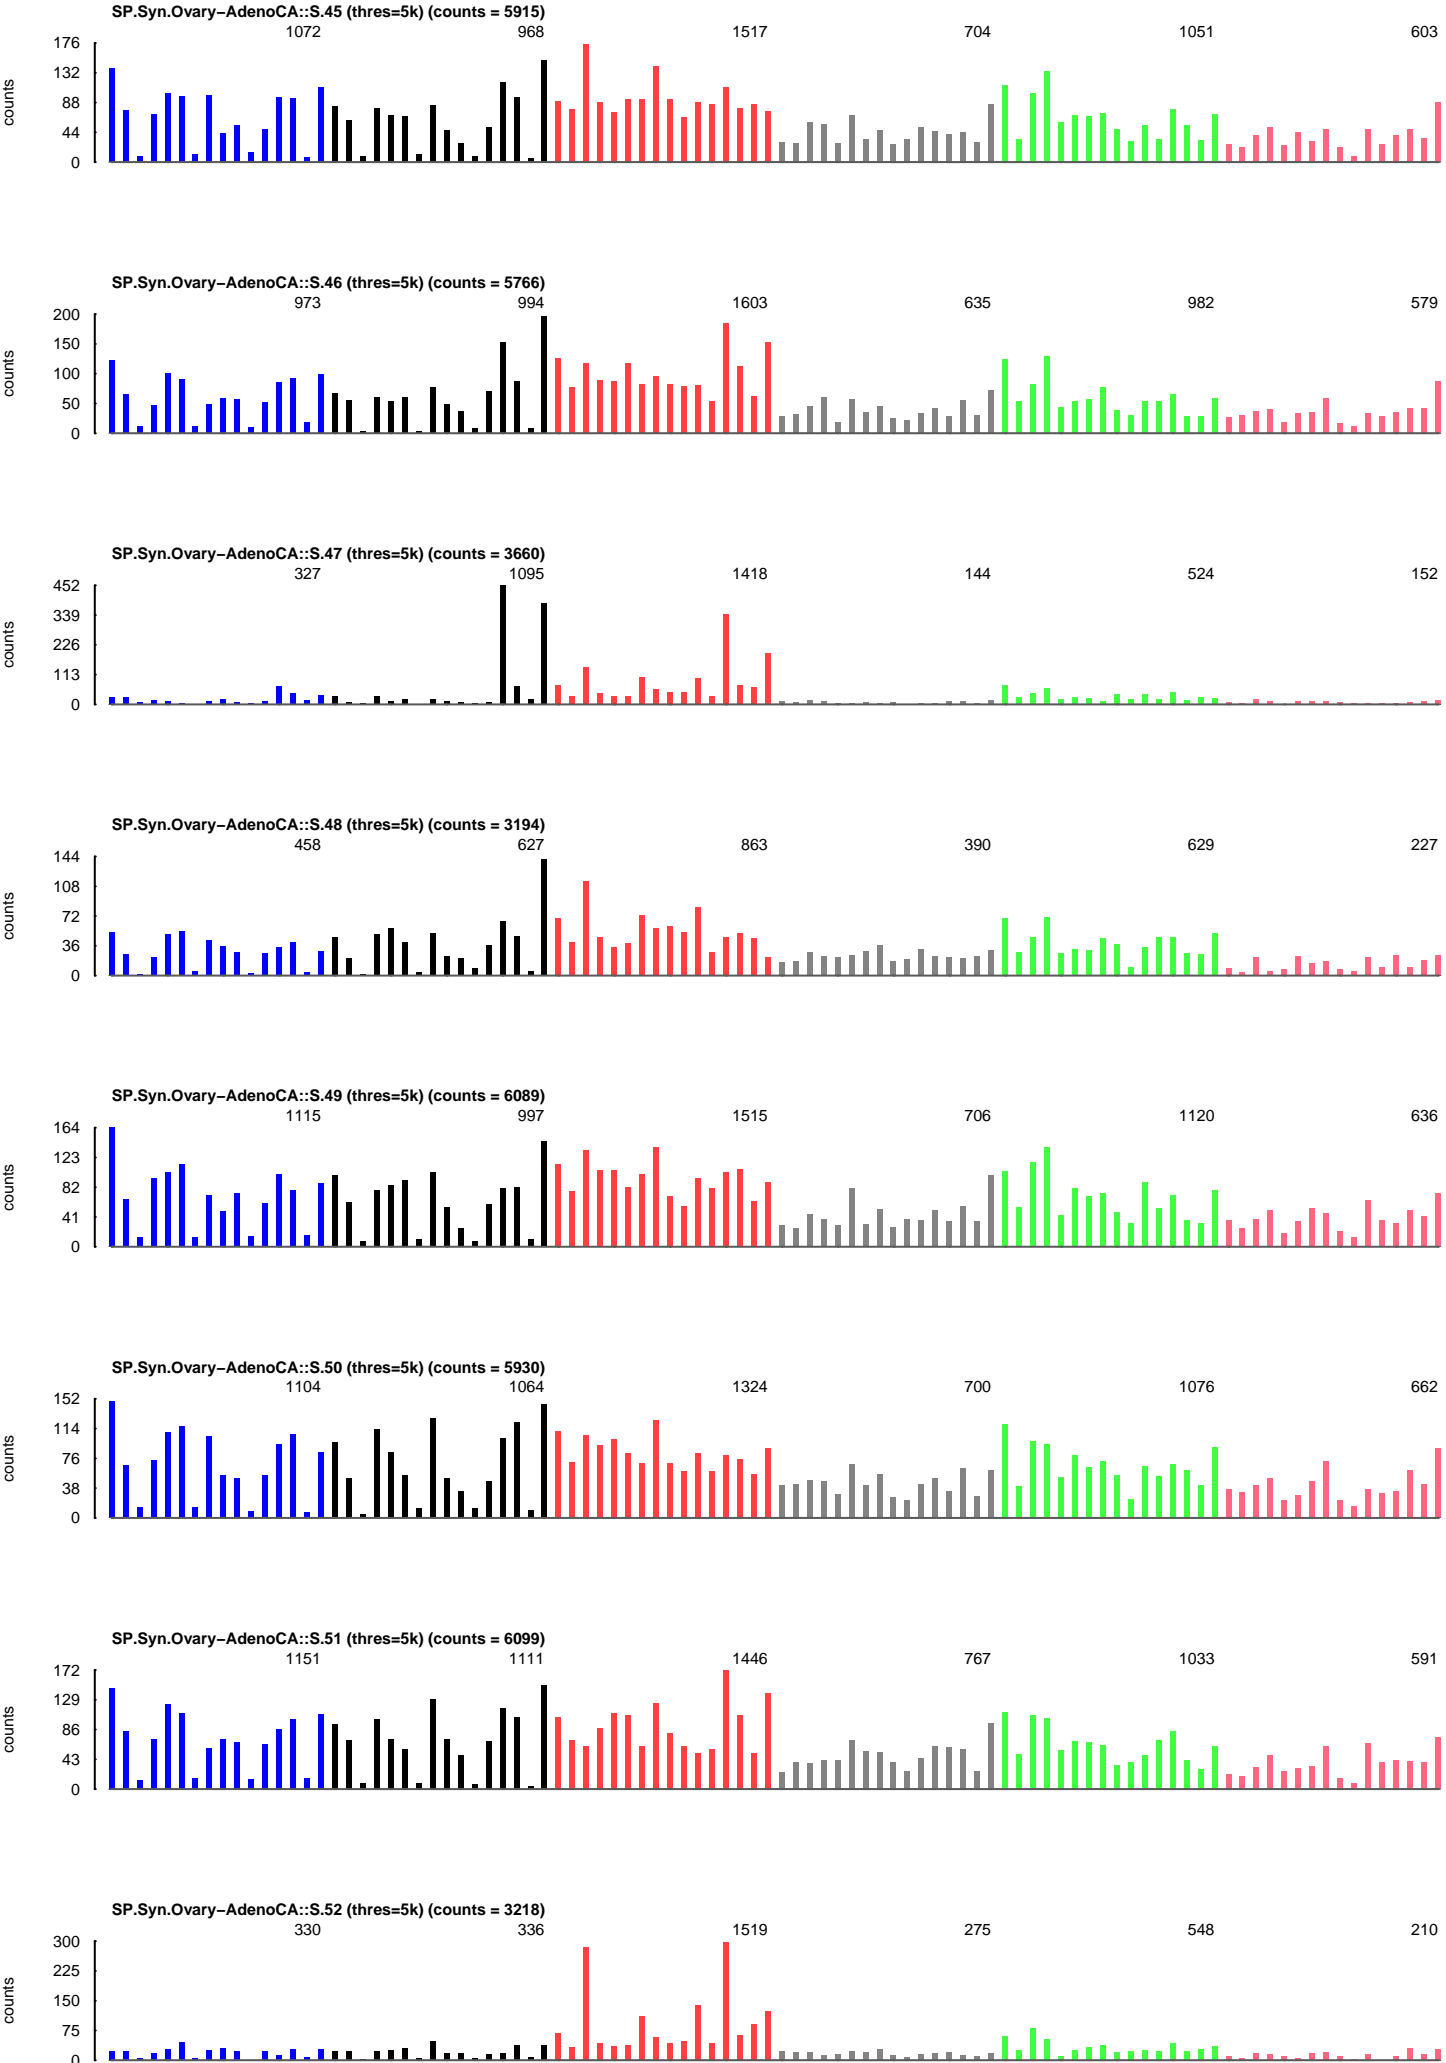 SP.Syn.Ovary−AdenoCA::S.45 (thres=5k) (counts = 5915)
1072 968 1517 704 1051 603
176
132
88
44
0
counts
SP.Syn.Ovary−AdenoCA::S.46 (thres=5k) (counts = 5766)
973 994 1603 635 982 579
200
150
100
50
0
counts
SP.Syn.Ovary−AdenoCA::S.47 (thres=5k) (counts = 3660)
327 1095 1418 144 524 152
452
339
226
113
0
counts
SP.Syn.Ovary−AdenoCA::S.48 (thres=5k) (counts = 3194)
458 627 863 390 629 227
144
108
72
36
0
counts
SP.Syn.Ovary−AdenoCA::S.49 (thres=5k) (counts = 6089)
1115 997 1515 706 1120 636
164
123
82
41
0
counts
SP.Syn.Ovary−AdenoCA::S.50 (thres=5k) (counts = 5930)
1104 1064 1324 700 1076 662
152
114
76
38
0
counts
SP.Syn.Ovary−AdenoCA::S.51 (thres=5k) (counts = 6099)
1151 1111 1446 767 1033 591
172
129
86
43
0
counts
SP.Syn.Ovary−AdenoCA::S.52 (thres=5k) (counts = 3218)
330 336 1519 275 548 210
300
225
150
75
0
counts